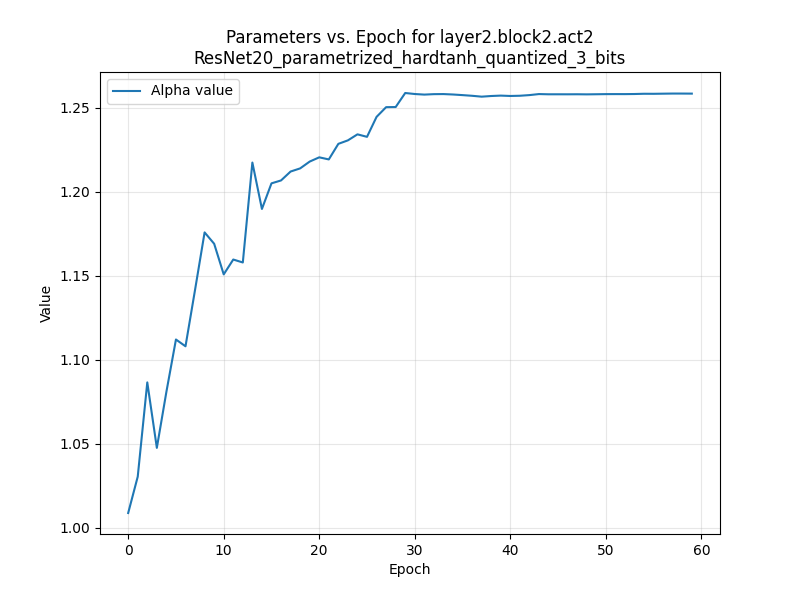 Parameters vs. Epoch for layer2.block2.act2
ResNet20_parametrized_hardtanh_quantized_3_bits
Alpha value
1.25
1.20
1.15
1.10
1.05
1.00
Value
0 10 20 30 40 50 60
Epoch